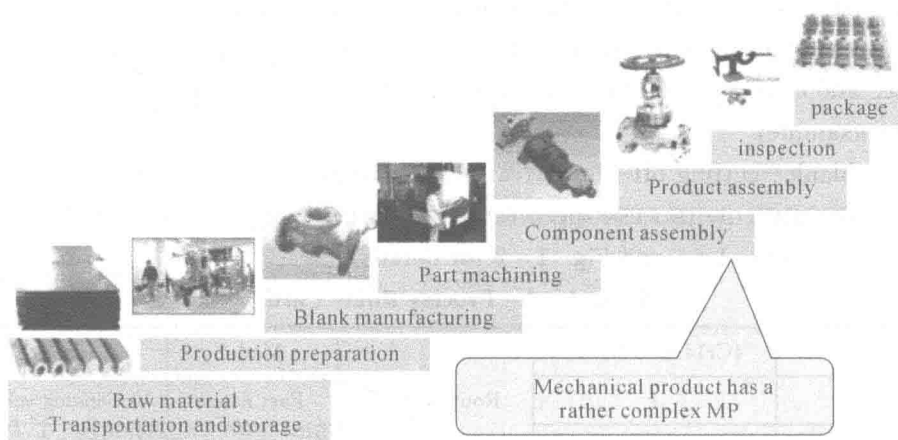 package
inspection
Product assembly
Component assembly
Part machining
Blank manufacturing
Production preparation
Raw material
Transportation and storage
Mechanical product has a
rather complex MP